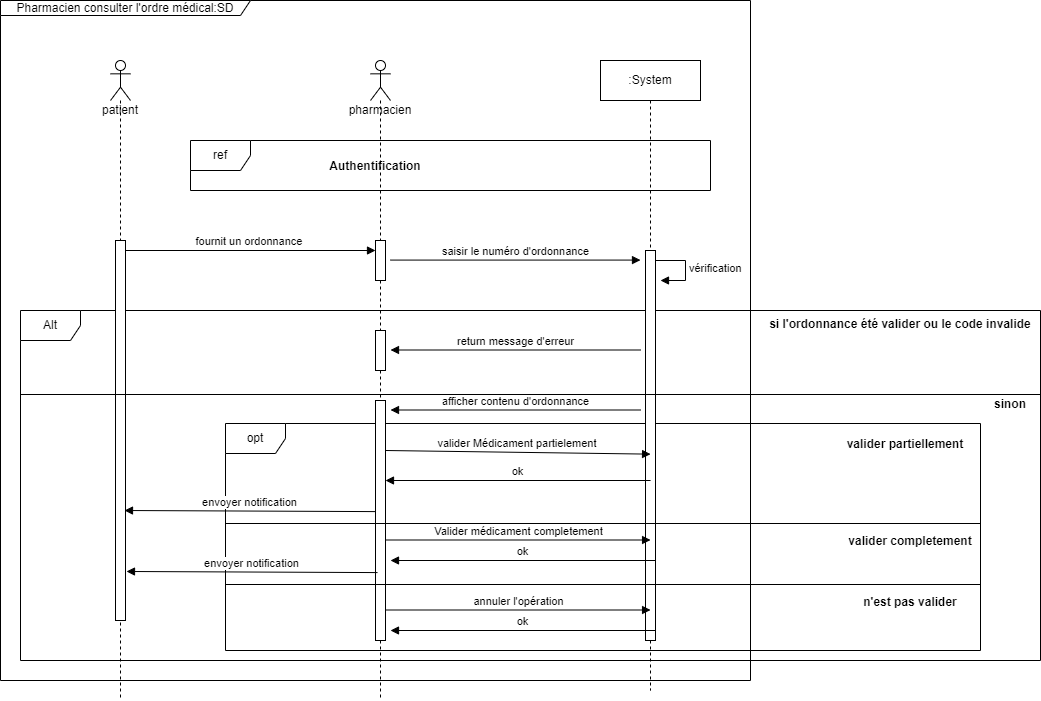 Pharmacien consulter l'ordre médical:SD
patient
pharmacien
:System
ref
Authentification
fournit un ordonnance
saisir le numéro d'ordonnance
vérification
Alt
si l'ordonnance été valider ou le code invalide
return message d'erreur
afficher contenu d'ordonnance
sinon
opt
valider Médicament partielement
valider partiellement
ok
envoyer notification
Valider médicament completement
valider completement
ok
envoyer notification
annuler l'opération
n'est pas valider
ok